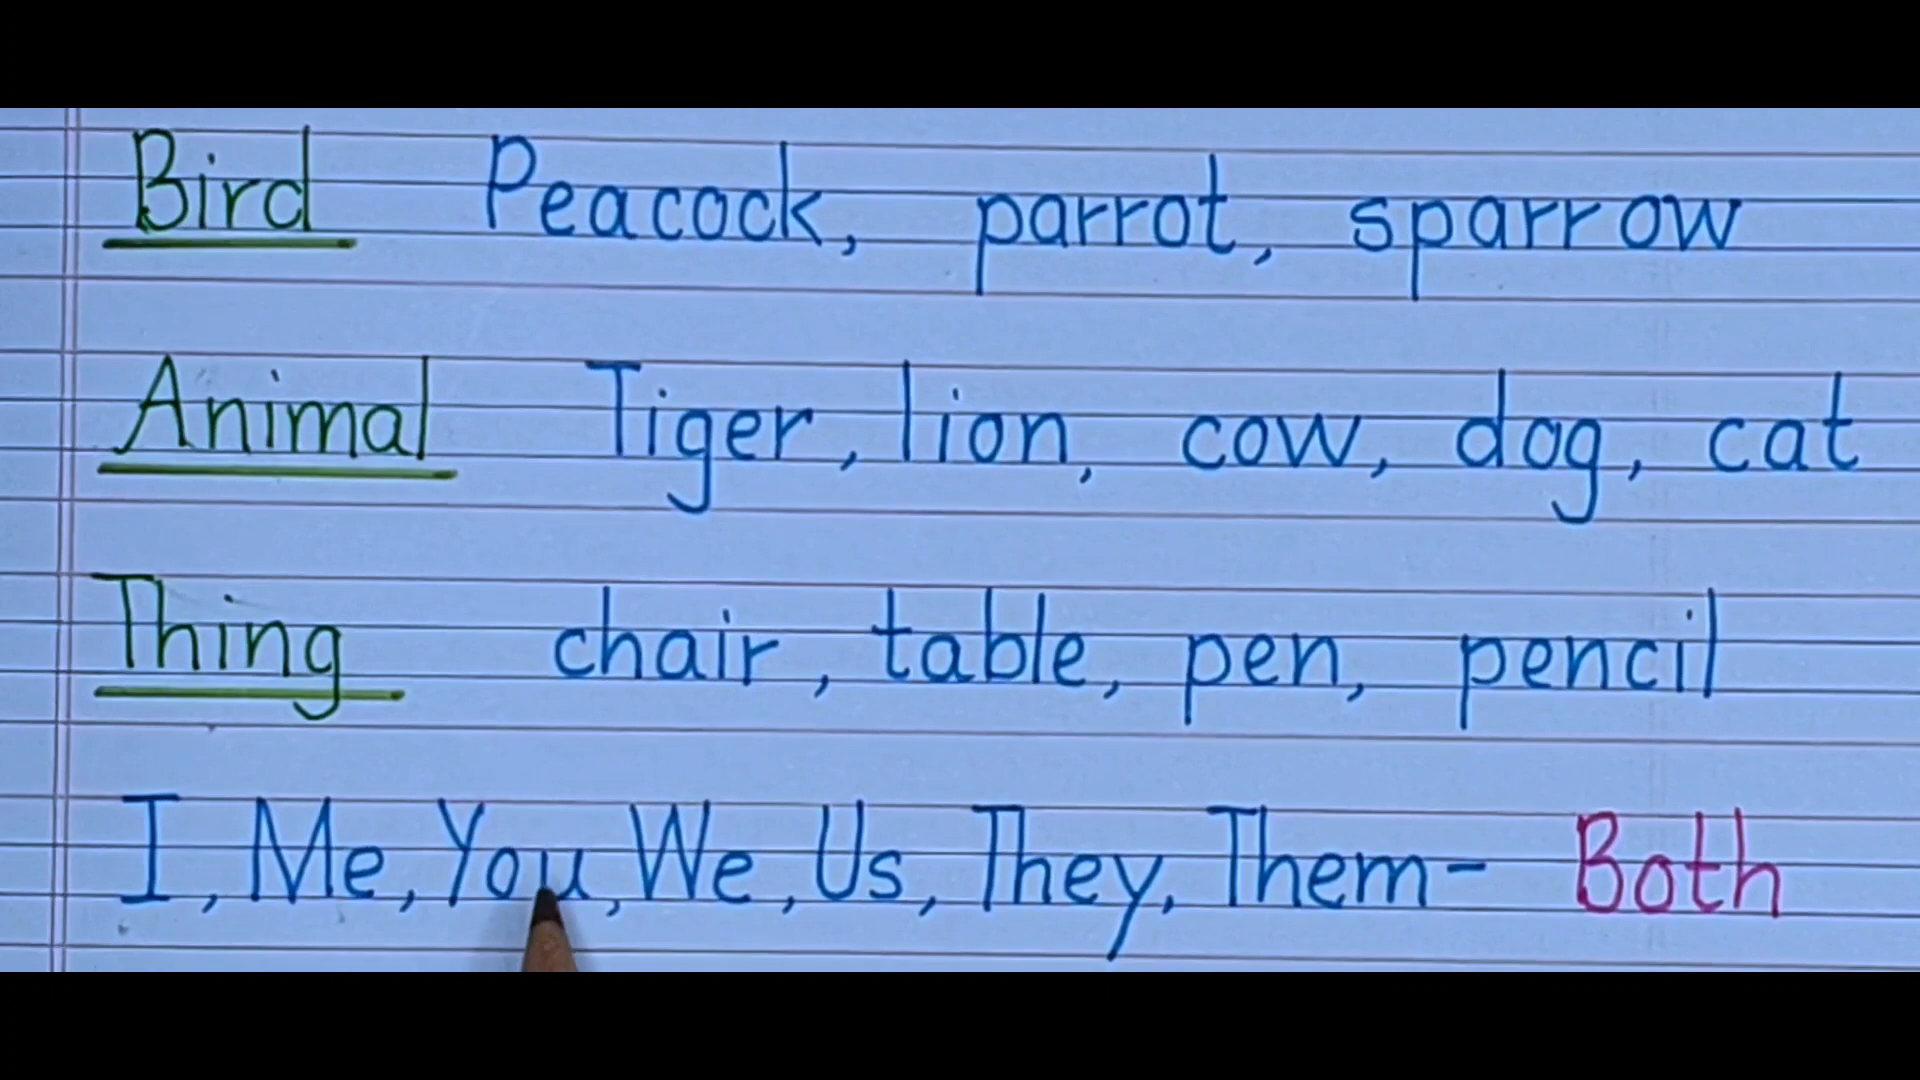 Bird Peacock, parrot, sparrow
Animal Tiger, lion, cow, dog, cat
Thing chair, table, pen, pencil
I, Me, You, We, Us, They, Them- Both